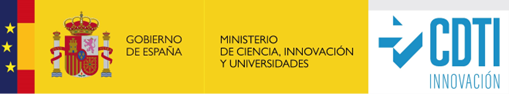 GOBIERNO
DE ESPAÑA
MINISTERIO
DE CIENCIA, INNOVACIÓN
Y UNIVERSIDADES
CDTI
INNOVACIÓN